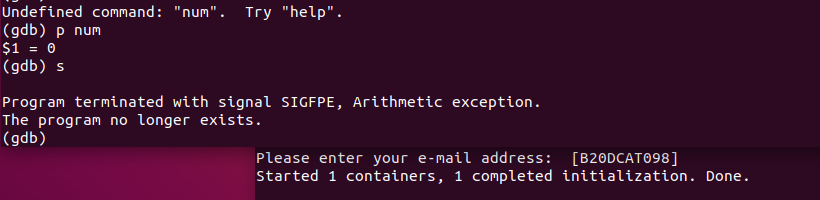 Undefined command: "num".  Try "help".
(gdb) p num
$1 = 0
(gdb) s
Program terminated with signal SIGFPE, Arithmetic exception.
The program no longer exists.
(gdb)
Please enter your e-mail address:  [B20DCAT098]
Started 1 containers, 1 completed initialization. Done.